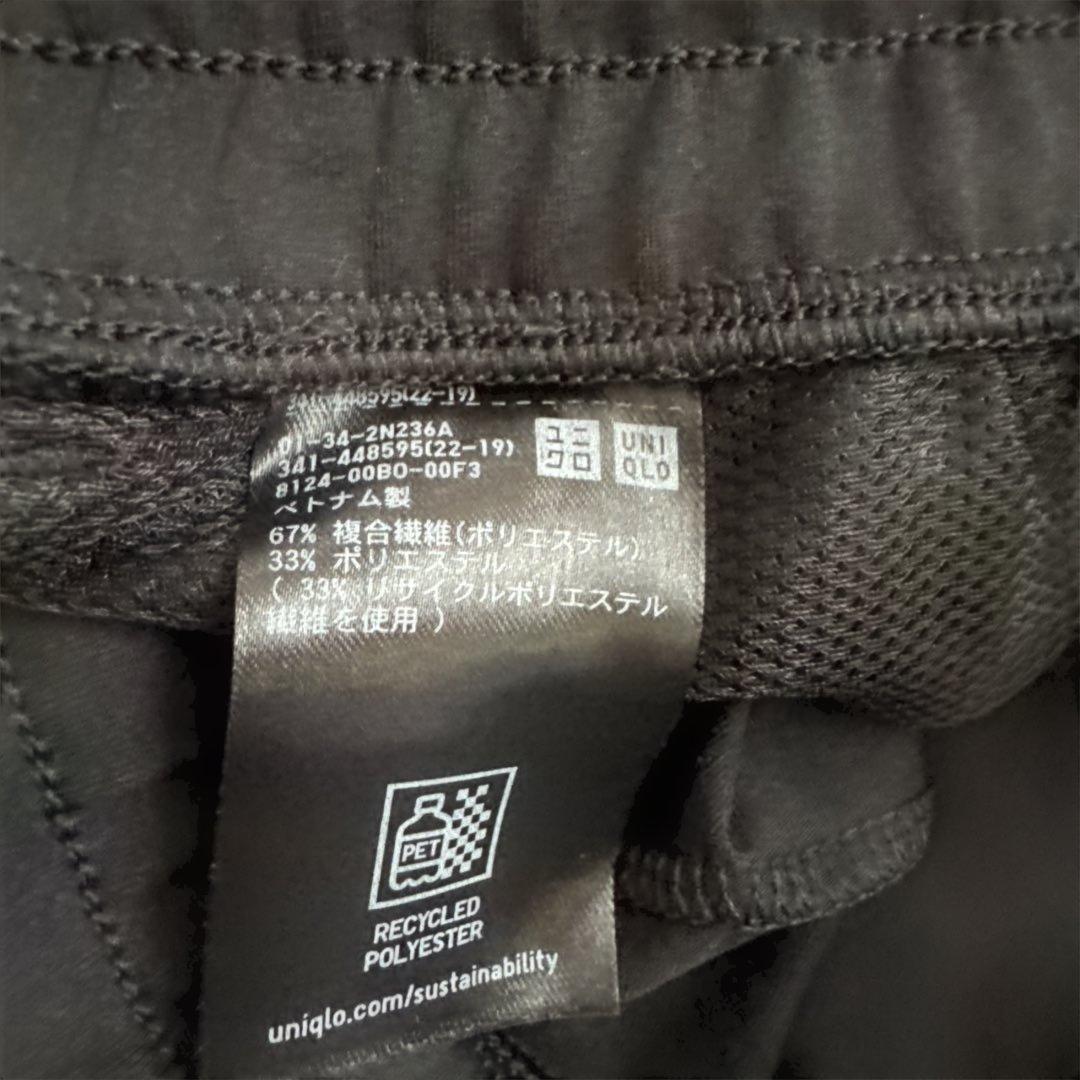 341-448595(22-19)
01-34-2N236A
341-448595(22-19)
8124-00B0-00F3
ベトナム製
ユニクロ
UNIQLO
67% 複合繊維(ポリエステル)
33% ポリエステル
( 33% リサイクルポリエステル
繊維を使用 )
PET
RECYCLED
POLYESTER
uniqlo.com/sustainability